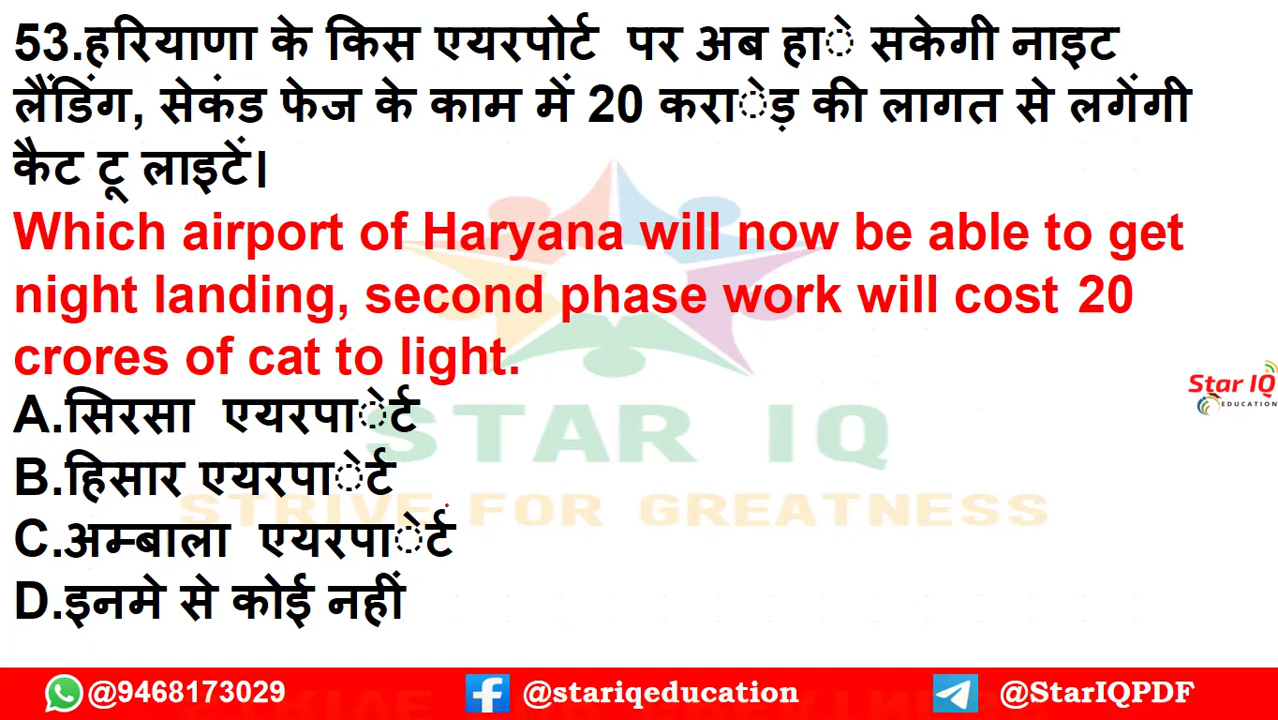 53.हरियाणा के किस एयरपोर्ट पर अब हाे सकेगी नाइट
लैंडिंग, सेकंड फेज के काम में 20 कराेड़ की लागत से लगेंगी
कैट टू लाइटें।
Which airport of Haryana will now be able to get
night landing, second phase work will cost 20
crores of cat to light.
A.सिरसा एयरपाेर्ट
B.हिसार एयरपाेर्ट
C.अम्बाला एयरपाेर्ट
D.इनमे से कोई नहीं
STAR IQ
STRIVE FOR GREATNESS
Star IQ
EDUCATION
@9468173029 @stariqeducation @StarIQPDF